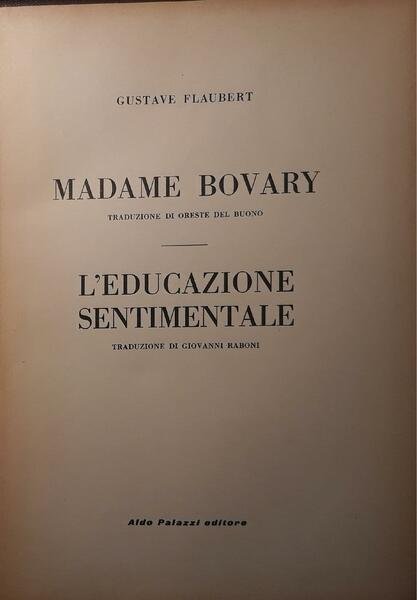 GUSTAVE FLAUBERT
MADAME BOVARY
TRADUZIONE DI ORESTE DEL BUONO
L'EDUCAZIONE
SENTIMENTALE
TRADUZIONE DI GIOVANNI RABONI
Aldo Palazzi editore